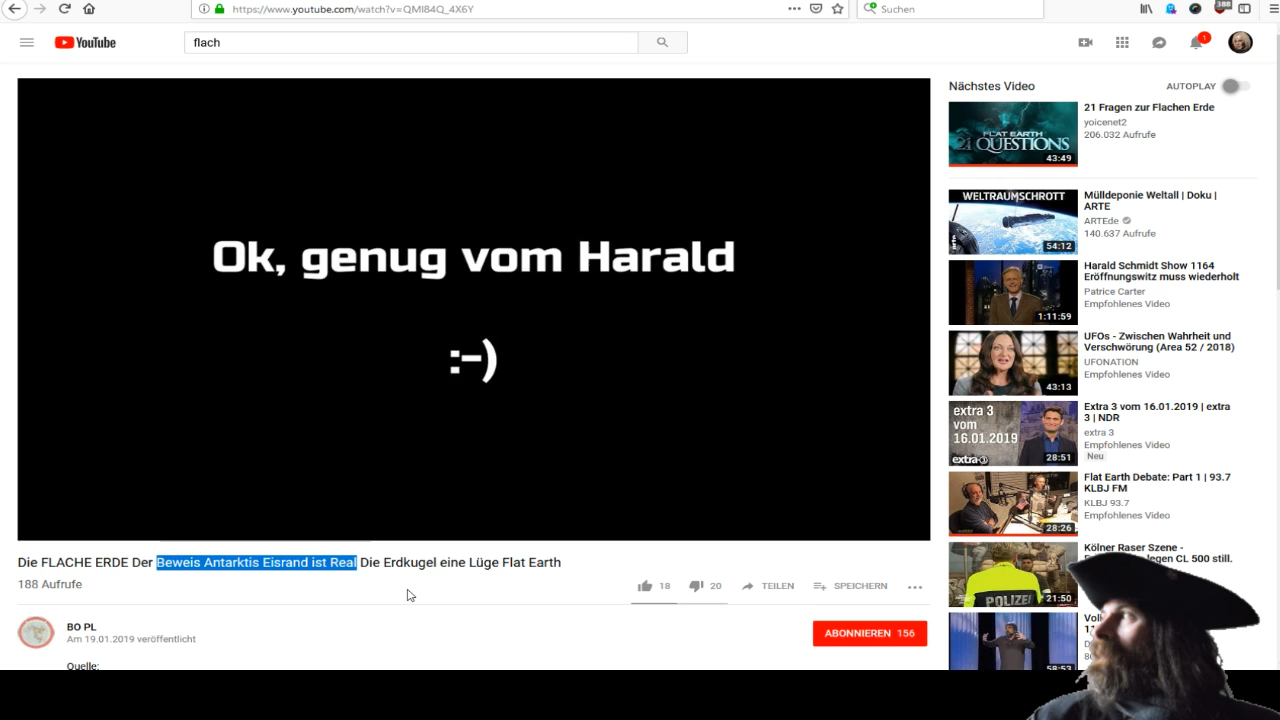 https://www.youtube.com/watch?v=QMI84Q_4X6Y
Suchen
388
YouTube
flach
1
Ok, genug vom Harald
:-)
Die FLACHE ERDE Der Beweis Antarktis Eisrand ist Real Die Erdkugel eine Lüge Flat Earth
188 Aufrufe
18
20
TEILEN
SPEICHERN
BO PL
Am 19.01.2019 veröffentlicht
ABONNIEREN 156
Quelle:
Nächstes Video
AUTOPLAY
FLAT EARTH
21 QUESTIONS
43:49
21 Fragen zur Flachen Erde
yoicenet2
206.032 Aufrufe
WELTRAUMSCHROTT
54:12
Mülldeponie Weltall | Doku |
ARTE
ARTEde
140.637 Aufrufe
1:11:59
Harald Schmidt Show 1164
Eröffnungswitz muss wiederholt
Patrice Carter
Empfohlenes Video
43:13
UFOs - Zwischen Wahrheit und
Verschwörung (Area 52 / 2018)
UFONATION
Empfohlenes Video
extra 3
vom
16.01.2019
extra 3
28:51
Extra 3 vom 16.01.2019 | extra
3 | NDR
extra 3
Empfohlenes Video
Neu
28:26
Flat Earth Debate: Part 1 | 93.7
KLBJ FM
KLBJ 93.7
Empfohlenes Video
POLIZEI
21:50
Kölner Raser Szene -
legen CL 500 still.
58:53